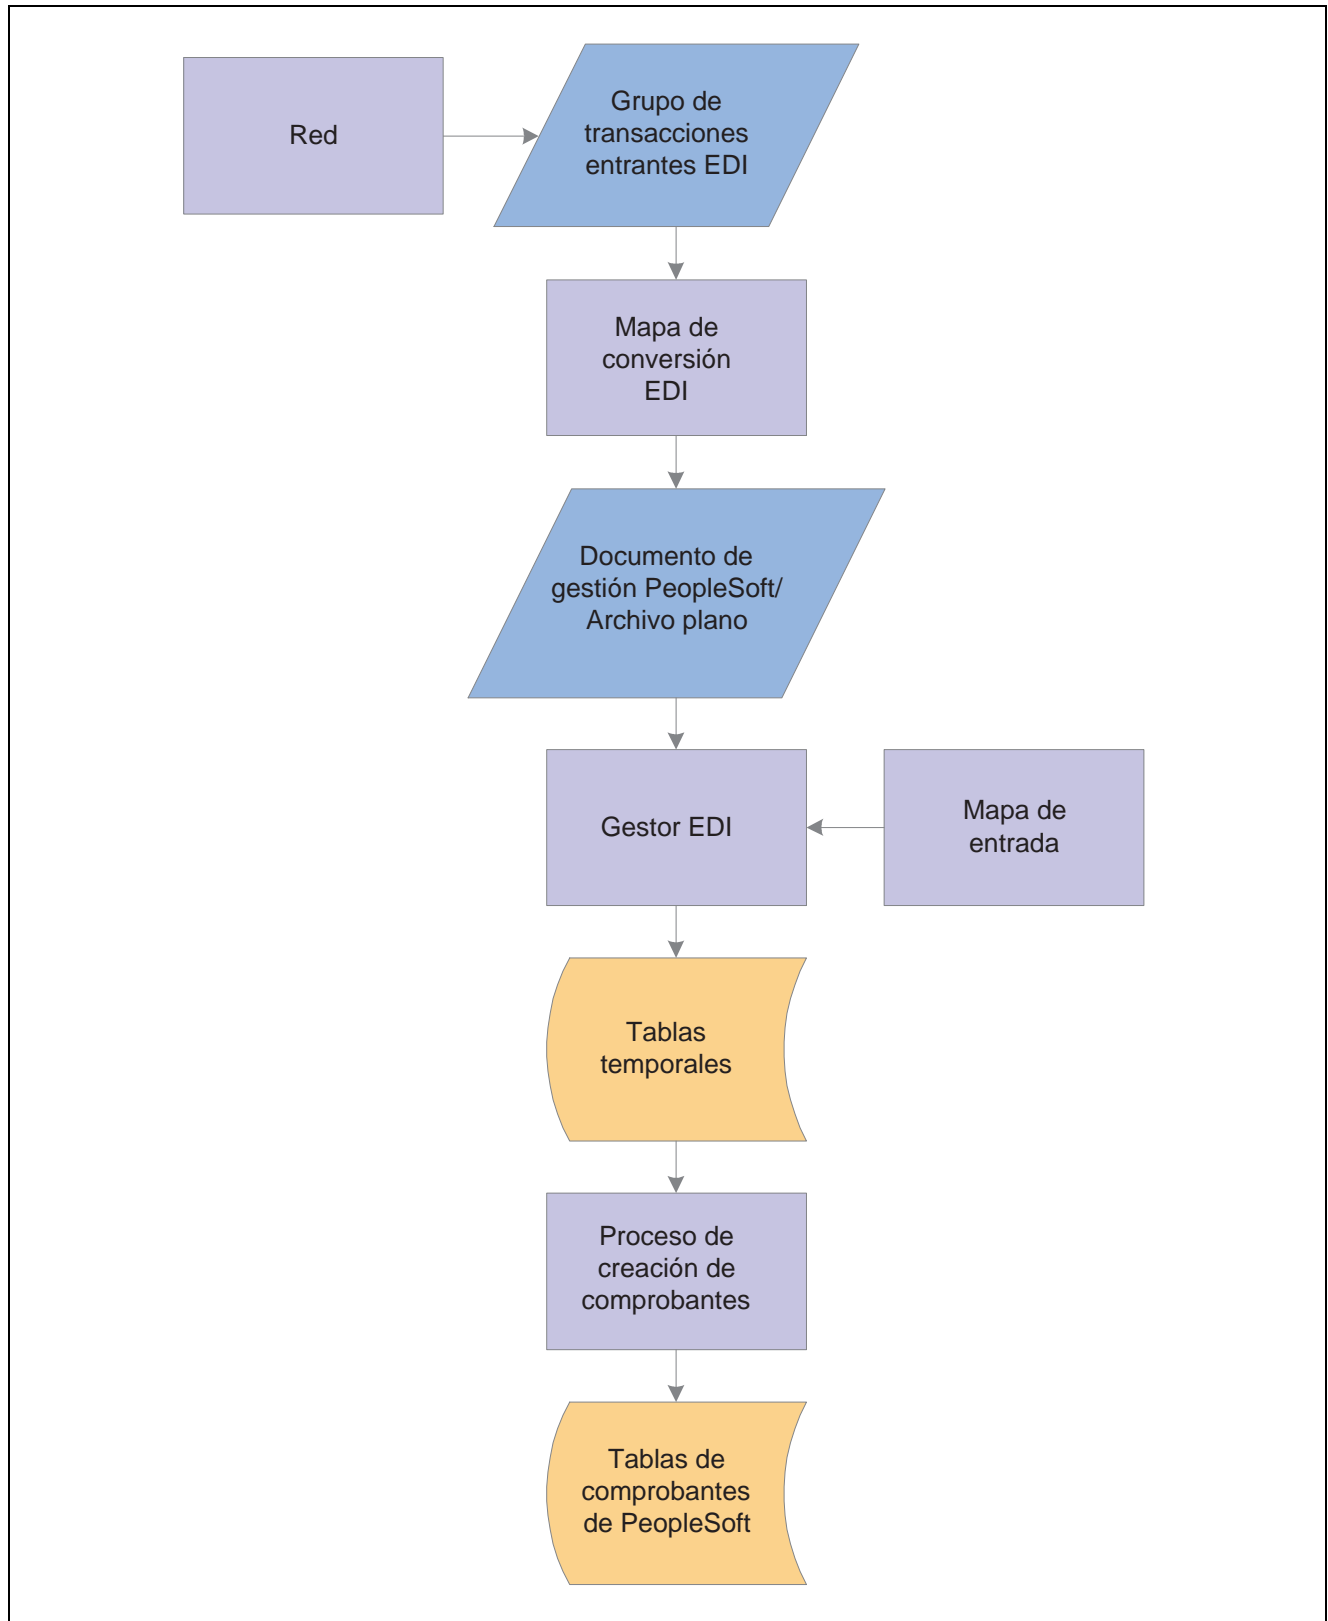 Red
Grupo de
transacciones
entrantes EDI
Mapa de
conversión
EDI
Documento de
gestión PeopleSoft/
Archivo plano
Gestor EDI
Mapa de
entrada
Tablas
temporales
Proceso de
creación de
comprobantes
Tablas de
comprobantes
de PeopleSoft